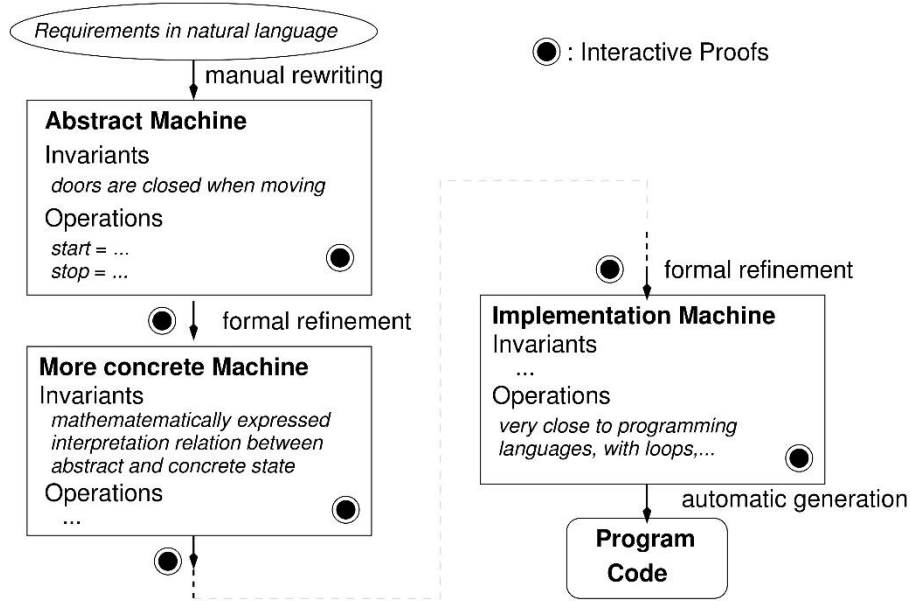 Requirements in natural language
manual rewriting
Abstract Machine
Invariants
doors are closed when moving
Operations
start = ...
stop = ...
formal refinement
More concrete Machine
Invariants
mathematematically expressed
interpretation relation between
abstract and concrete state
Operations
...
: Interactive Proofs
formal refinement
Implementation Machine
Invariants
...
Operations
very close to programming
languages, with loops,...
automatic generation
Program
Code